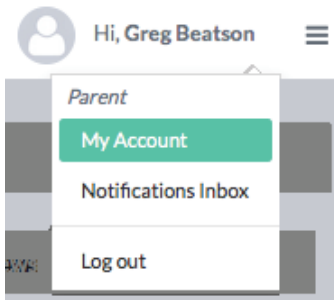 Hi, Greg Beatson
Parent
My Account
Notifications Inbox
Log out